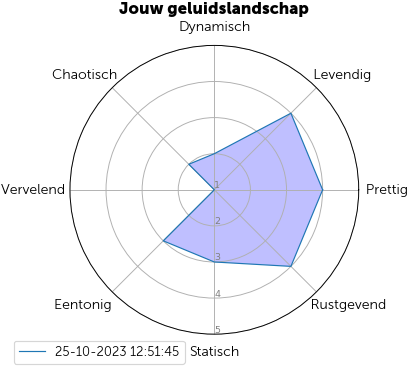 Jouw geluidslandschap
Dynamisch
Chaotisch
Levendig
Vervelend
Prettig
1
2
3
4
5
Eentonig
Rustgevend
Statisch
25-10-2023 12:51:45